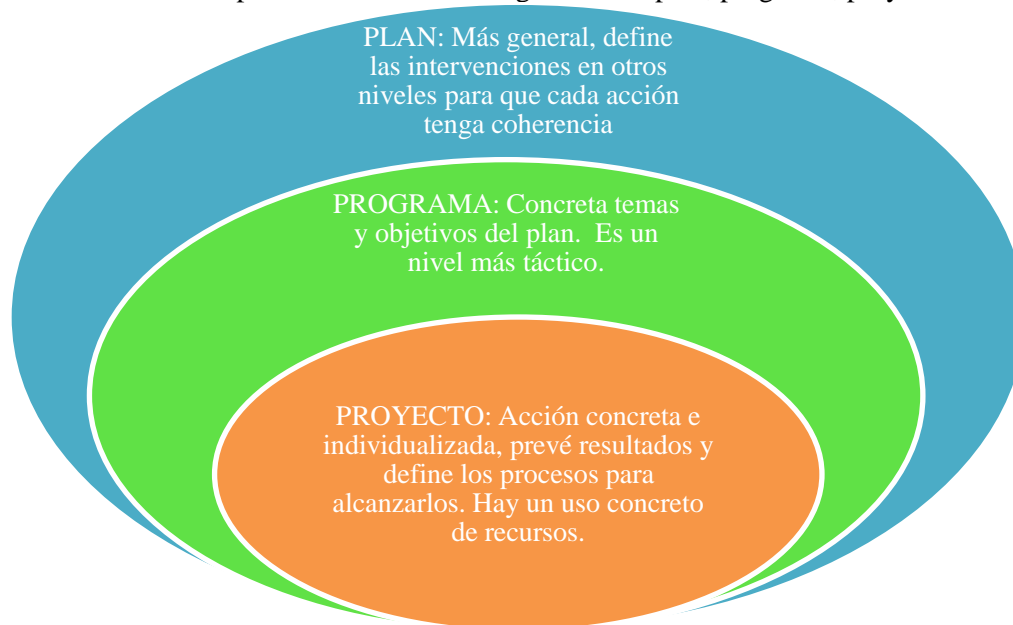 PLAN: Más general, define
las intervenciones en otros
niveles para que cada acción
tenga coherencia
PROGRAMA: Concreta temas
y objetivos del plan. Es un
nivel más táctico.
PROYECTO: Acción concreta e
individualizada, prevé resultados y
define los procesos para
alcanzarlos. Hay un uso concreto
de recursos.